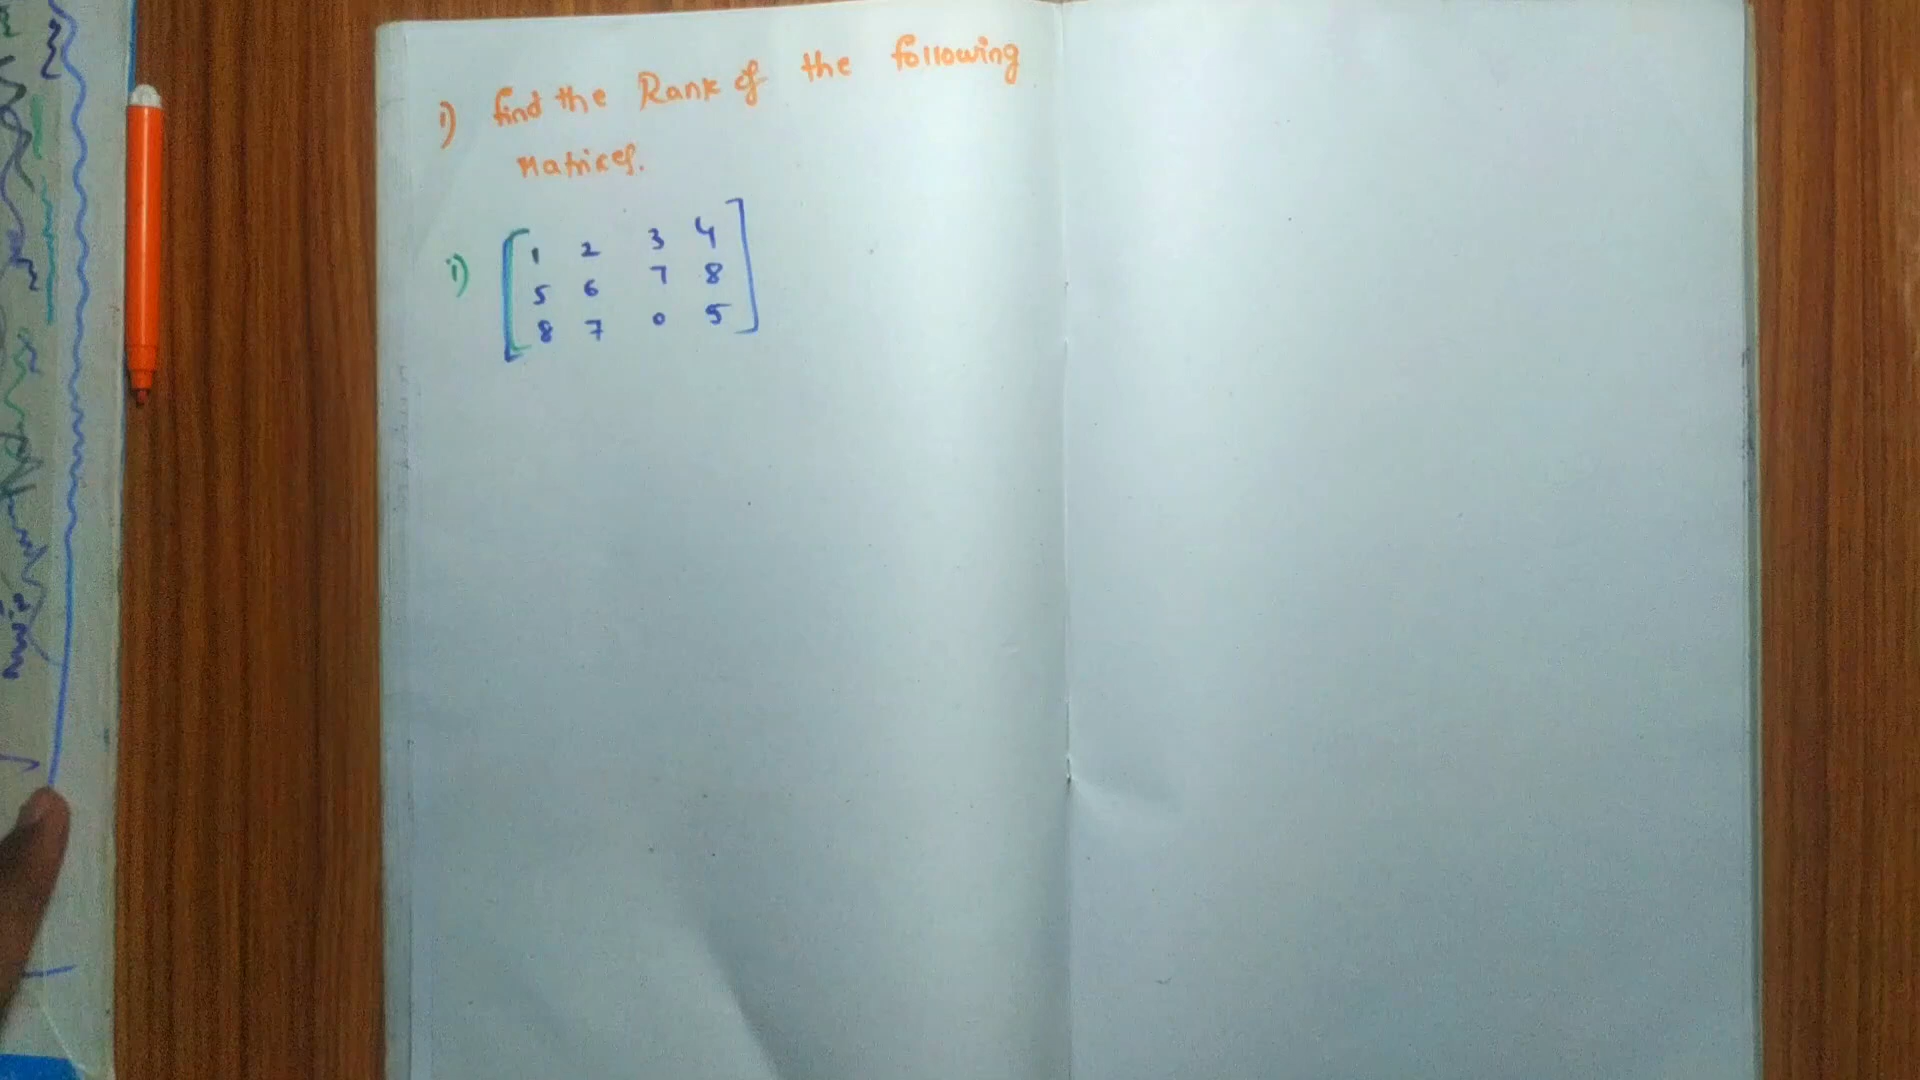 1) find the Rank of the following
Matrices.
i) [1 2 3 4
5 6 7 8
8 7 0 5]